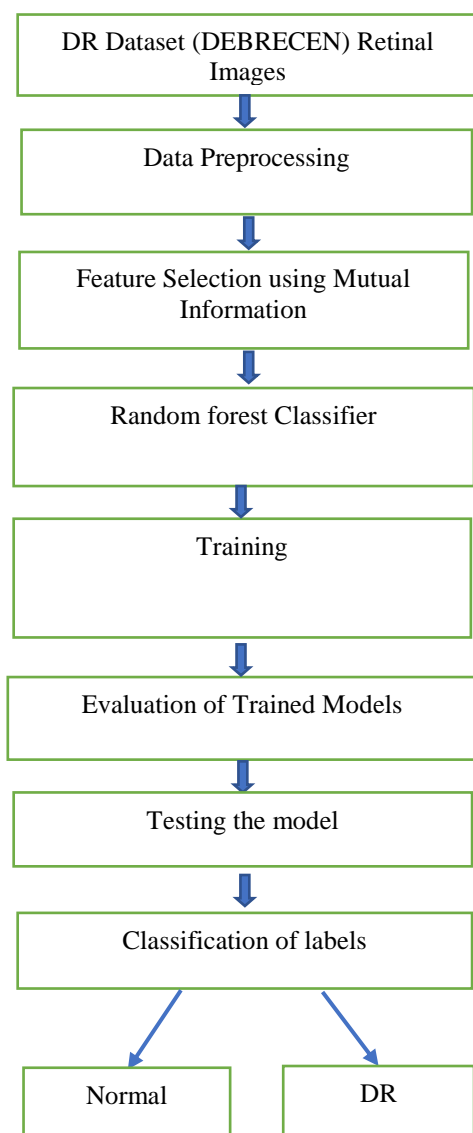 DR Dataset (DEBRECEN) Retinal
Images
Data Preprocessing
Feature Selection using Mutual
Information
Random forest Classifier
Training
Evaluation of Trained Models
Testing the model
Classification of labels
Normal
DR